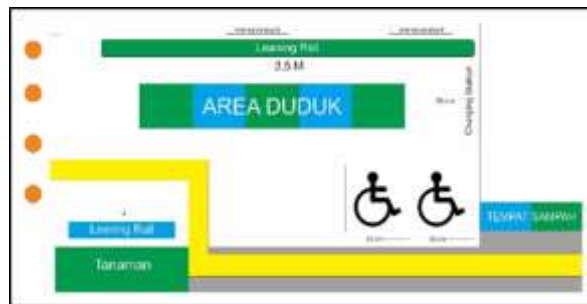 Leaning Rail
3,5 M
AREA DUDUK
Charging Station
TEMPAT SAMPAH
Leaning Rail
Tanaman